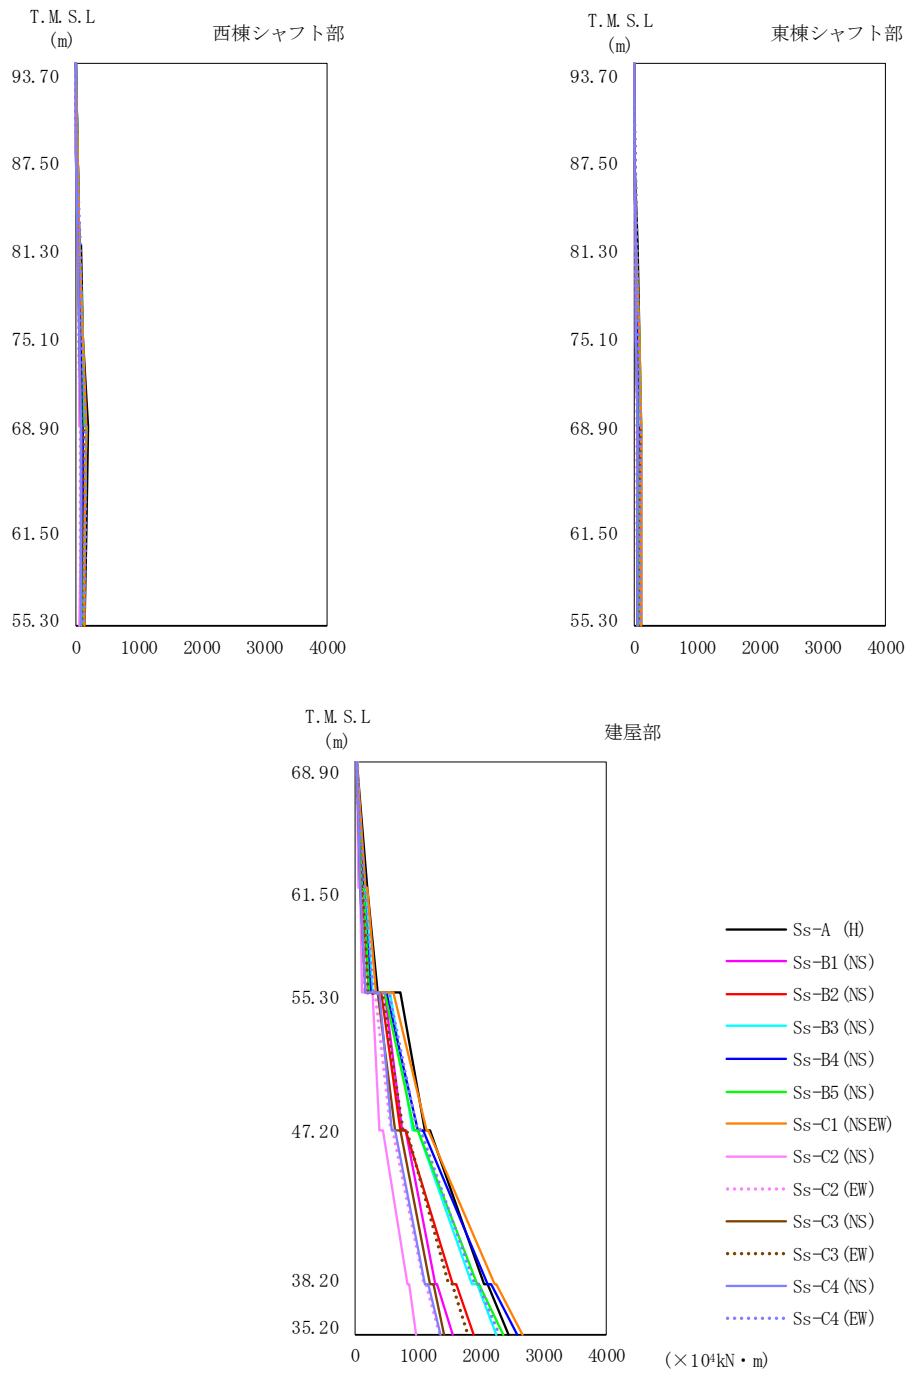 T.M.S.L
(m)
西棟シャフト部
93.70
87.50
81.30
75.10
68.90
61.50
55.30
0 1000 2000 3000 4000
T.M.S.L
(m)
東棟シャフト部
93.70
87.50
81.30
75.10
68.90
61.50
55.30
0 1000 2000 3000 4000
T.M.S.L
(m)
建屋部
68.90
61.50
55.30
47.20
38.20
35.20
0 1000 2000 3000 4000
(×10⁴kN・m)
Ss-A (H)
Ss-B1(NS)
Ss-B2(NS)
Ss-B3(NS)
Ss-B4(NS)
Ss-B5(NS)
Ss-C1(NSEW)
Ss-C2(NS)
Ss-C2(EW)
Ss-C3(NS)
Ss-C3(EW)
Ss-C4(NS)
Ss-C4(EW)